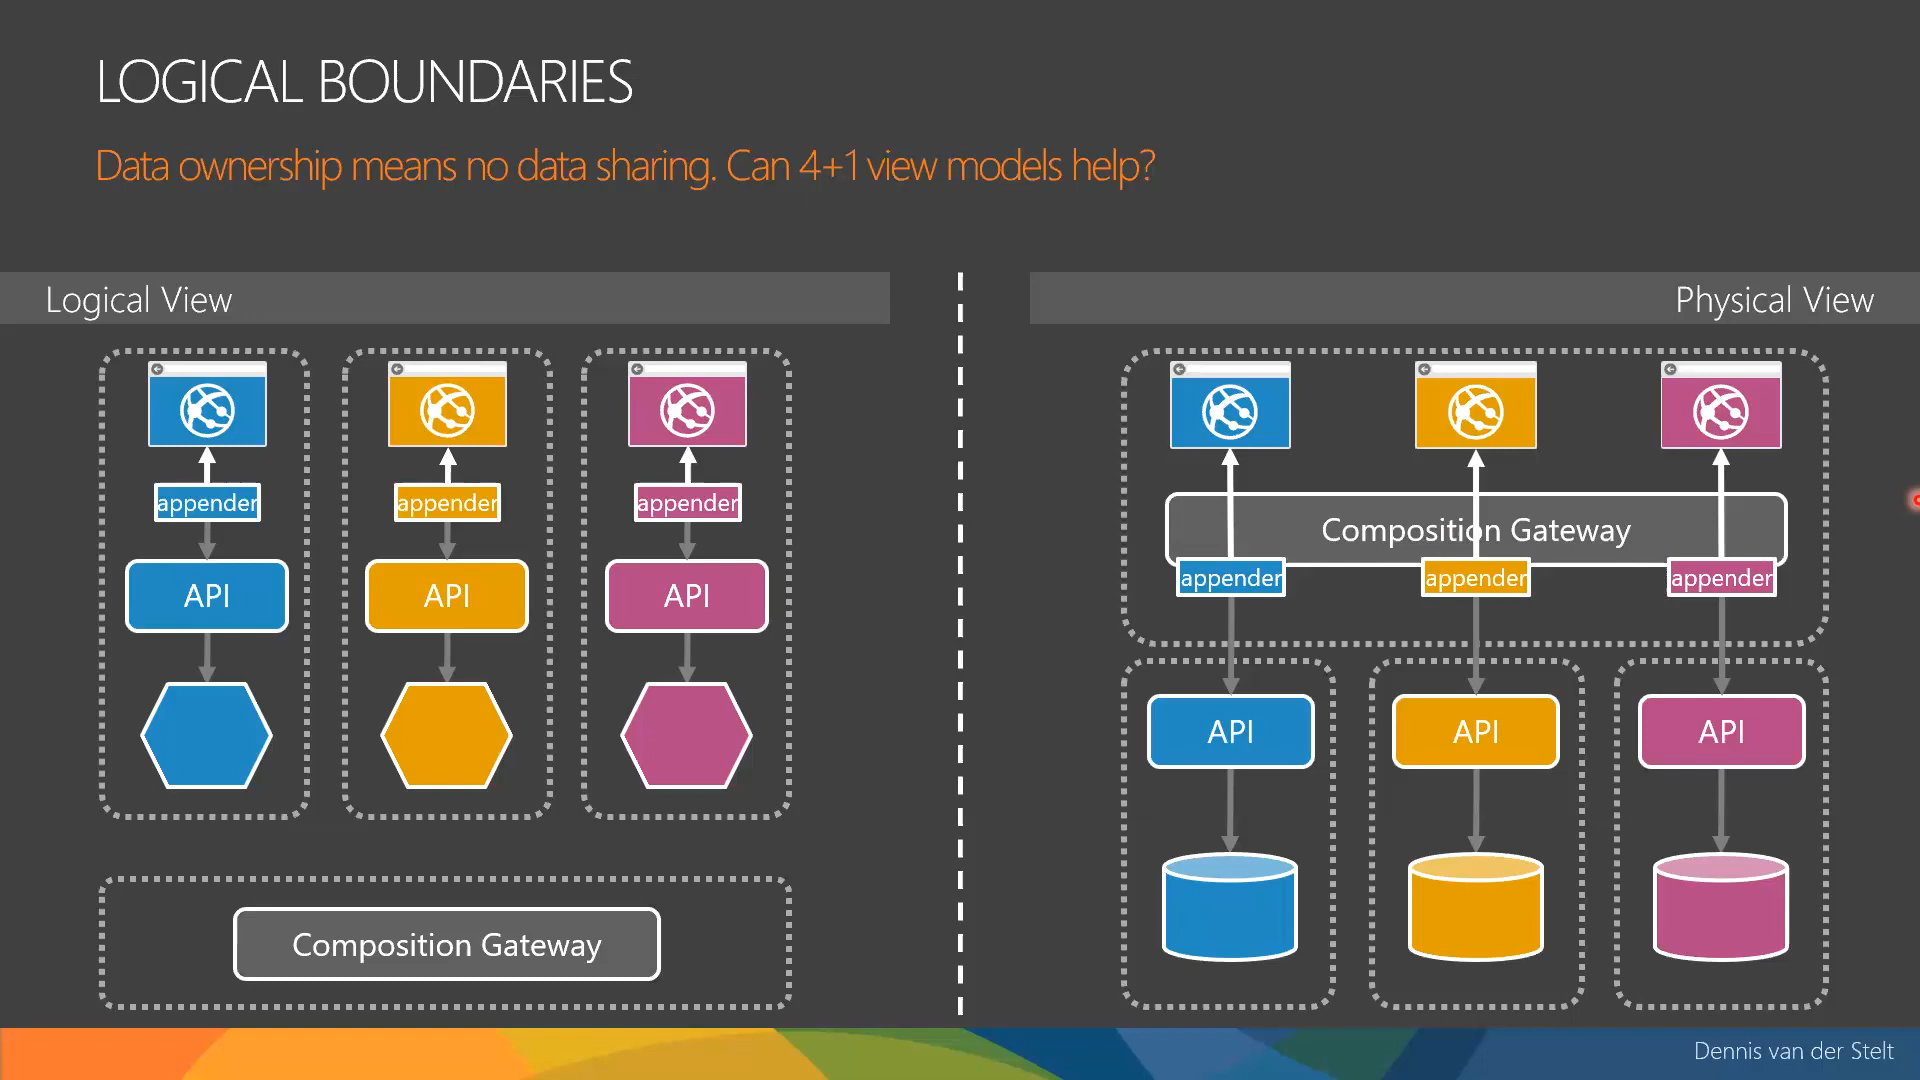 LOGICAL BOUNDARIES
Data ownership means no data sharing. Can 4+1 view models help?
Logical View
appender
appender
appender
API
API
API
Composition Gateway
Physical View
Composition Gateway
appender
appender
appender
API
API
API
Dennis van der Stelt